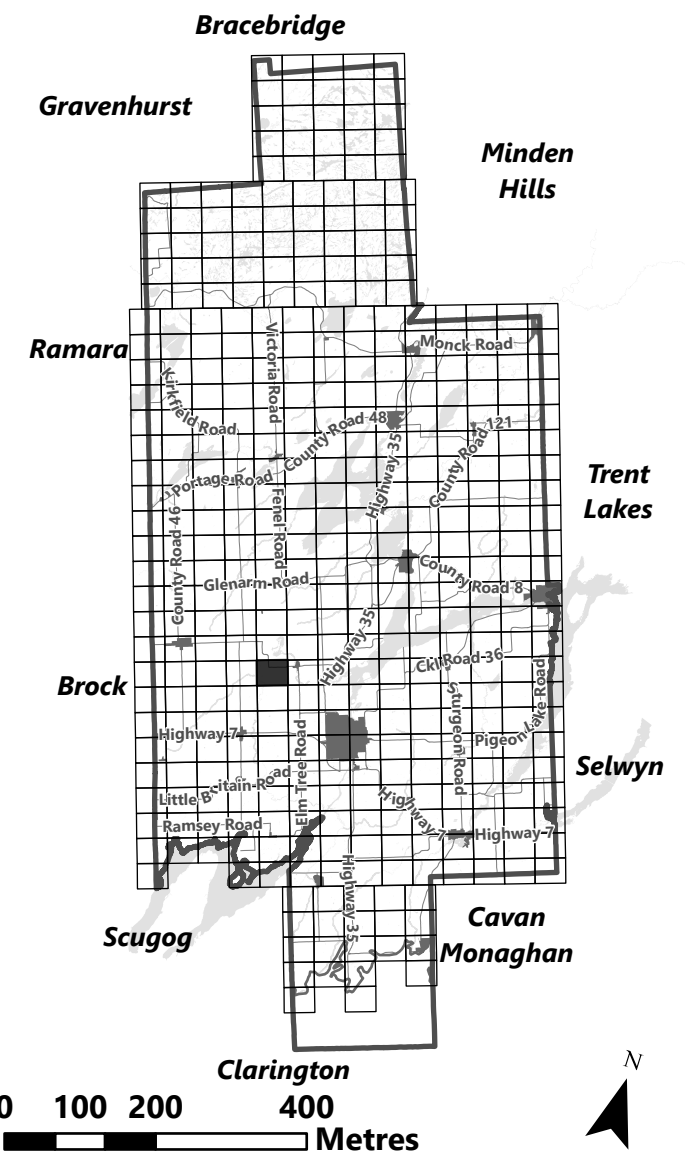 Bracebridge
Gravenhurst
Minden
Hills
Ramara
Victoria Road
Monck Road
Kirkfield Road
County Road 48
Highway 35
County Road 121
Portage Road
Trent
Lakes
County Road 46
Fenel Road
Glenarm Road
County Road 8
Highway 35
Ckl Road 36
Brock
Sturgeon Road
Pigeon Lake Road
Highway 7
Elm Tree Road
Selwyn
Little Britain Road
Highway 7
Ramsey Road
Highway 7
Highway 35
Cavan
Monaghan
Scugog
Clarington
N
0 100 200 400
Metres